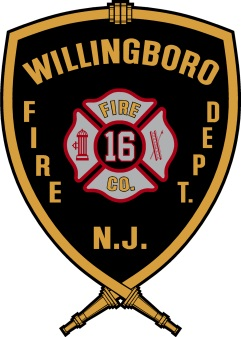 WILLINGBORO
FIRE
DEPT.
FIRE
16
CO.
N.J.